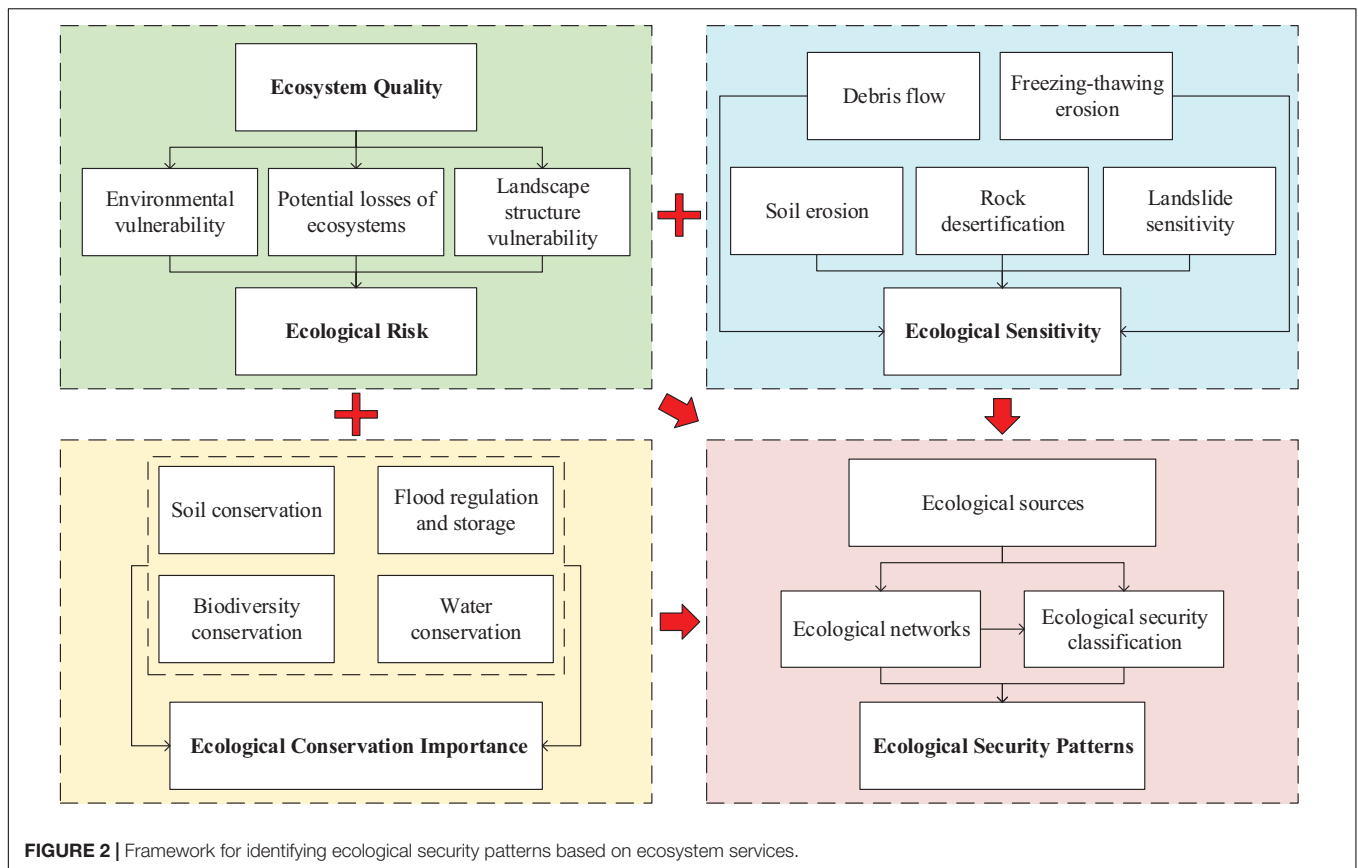 Ecosystem Quality
Environmental
vulnerability
Potential losses of
ecosystems
Landscape
structure
vulnerability
Ecological Risk
Debris flow
Freezing-thawing
erosion
Soil erosion
Rock
desertification
Landslide
sensitivity
Ecological Sensitivity
Soil conservation
Flood regulation
and storage
Biodiversity
conservation
Water
conservation
Ecological Conservation Importance
Ecological sources
Ecological networks
Ecological security
classification
Ecological Security Patterns
FIGURE 2 | Framework for identifying ecological security patterns based on ecosystem services.